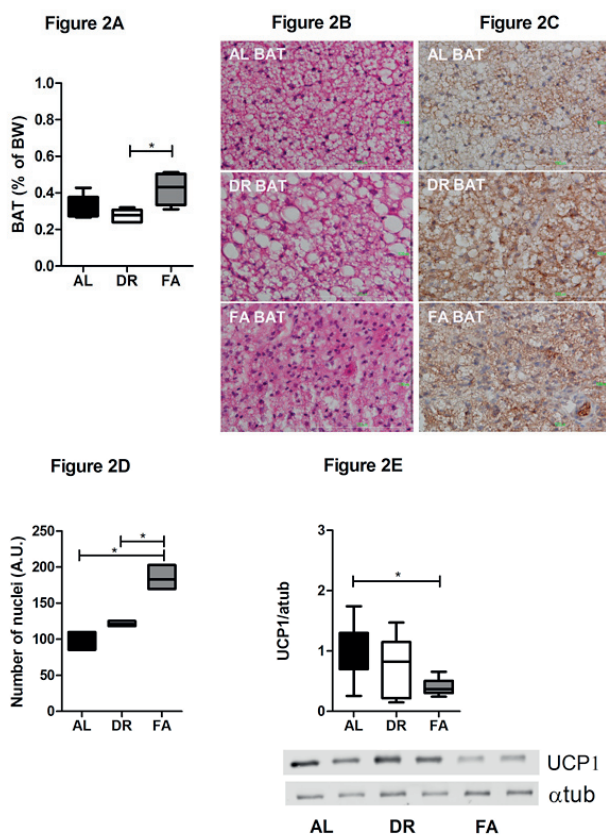 Figure 2A
BAT (% of BW)
1.0
0.8
0.6
0.4
0.2
0.0
*
AL DR FA
Figure 2B
AL BAT
DR BAT
FA BAT
Figure 2C
AL BAT
DR BAT
FA BAT
Figure 2D
Number of nuclei (A.U.)
250
200
150
100
50
0
*
*
AL DR FA
Figure 2E
UCP1/atub
3
2
1
0
*
AL DR FA
UCP1
αtub
AL DR FA